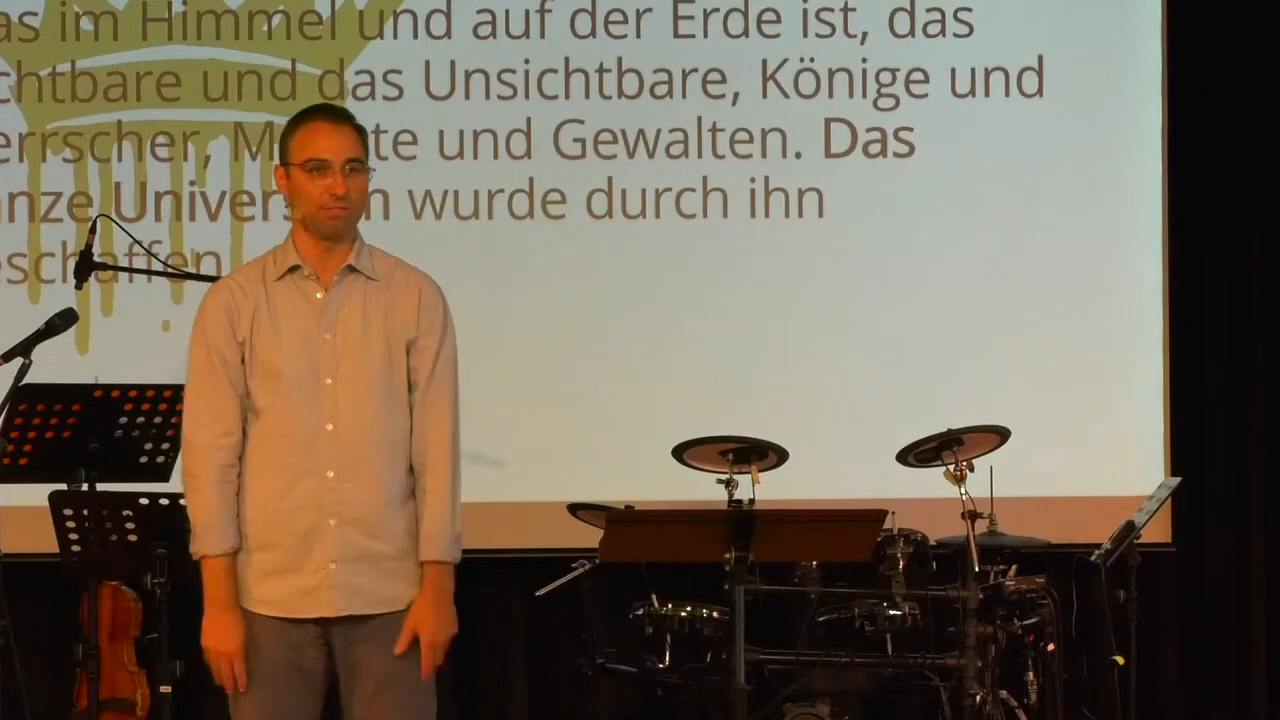 as im Himmel und auf der Erde ist, das
chtbare und das Unsichtbare, Könige und
errscher, M te und Gewalten. Das
anze Univers n wurde durch ihn
eschaffen